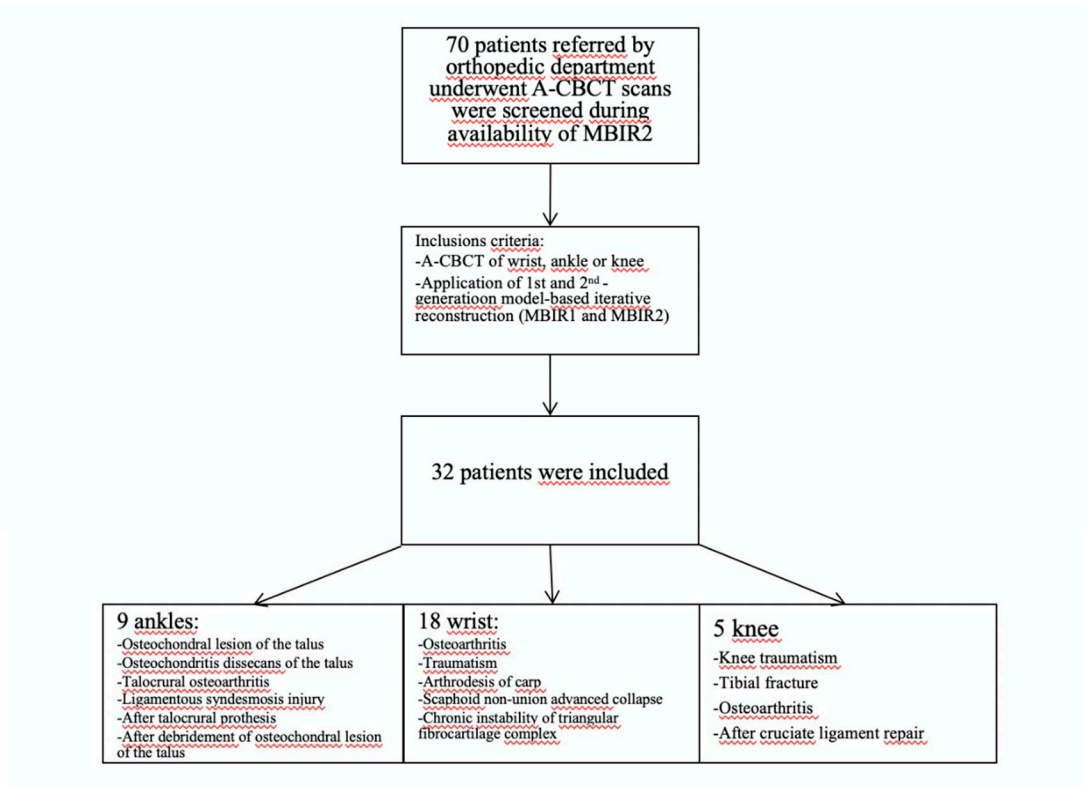 70 patients referred by
orthopedic department
underwent A-CBCT scans
were screened during
availability of MBIR2
Inclusions criteria:
-A-CBCT of wrist, ankle or knee
-Application of 1st and 2nd -
generatioon model-based iterative
reconstruction (MBIR1 and MBIR2)
32 patients were included
9 ankles:
-Osteochondral lesion of the talus
-Osteochondritis dissecans of the talus
-Talocrural osteoarthritis
-Ligamentous syndesmosis injury
-After talocrural prothesis
-After debridement of osteochondral lesion
of the talus
18 wrist:
-Osteoarthritis
-Traumatism
-Arthrodesis of carp
-Scaphoid non-union advanced collapse
-Chronic instability of triangular
fibrocartilage complex
5 knee
-Knee traumatism
-Tibial fracture
-Osteoarthritis
-After cruciate ligament repair